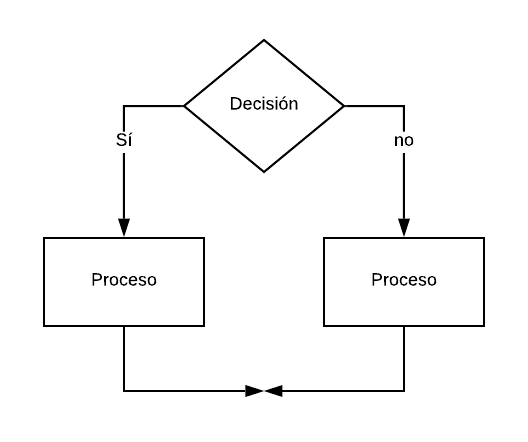 Decisión
Sí
no
Proceso
Proceso